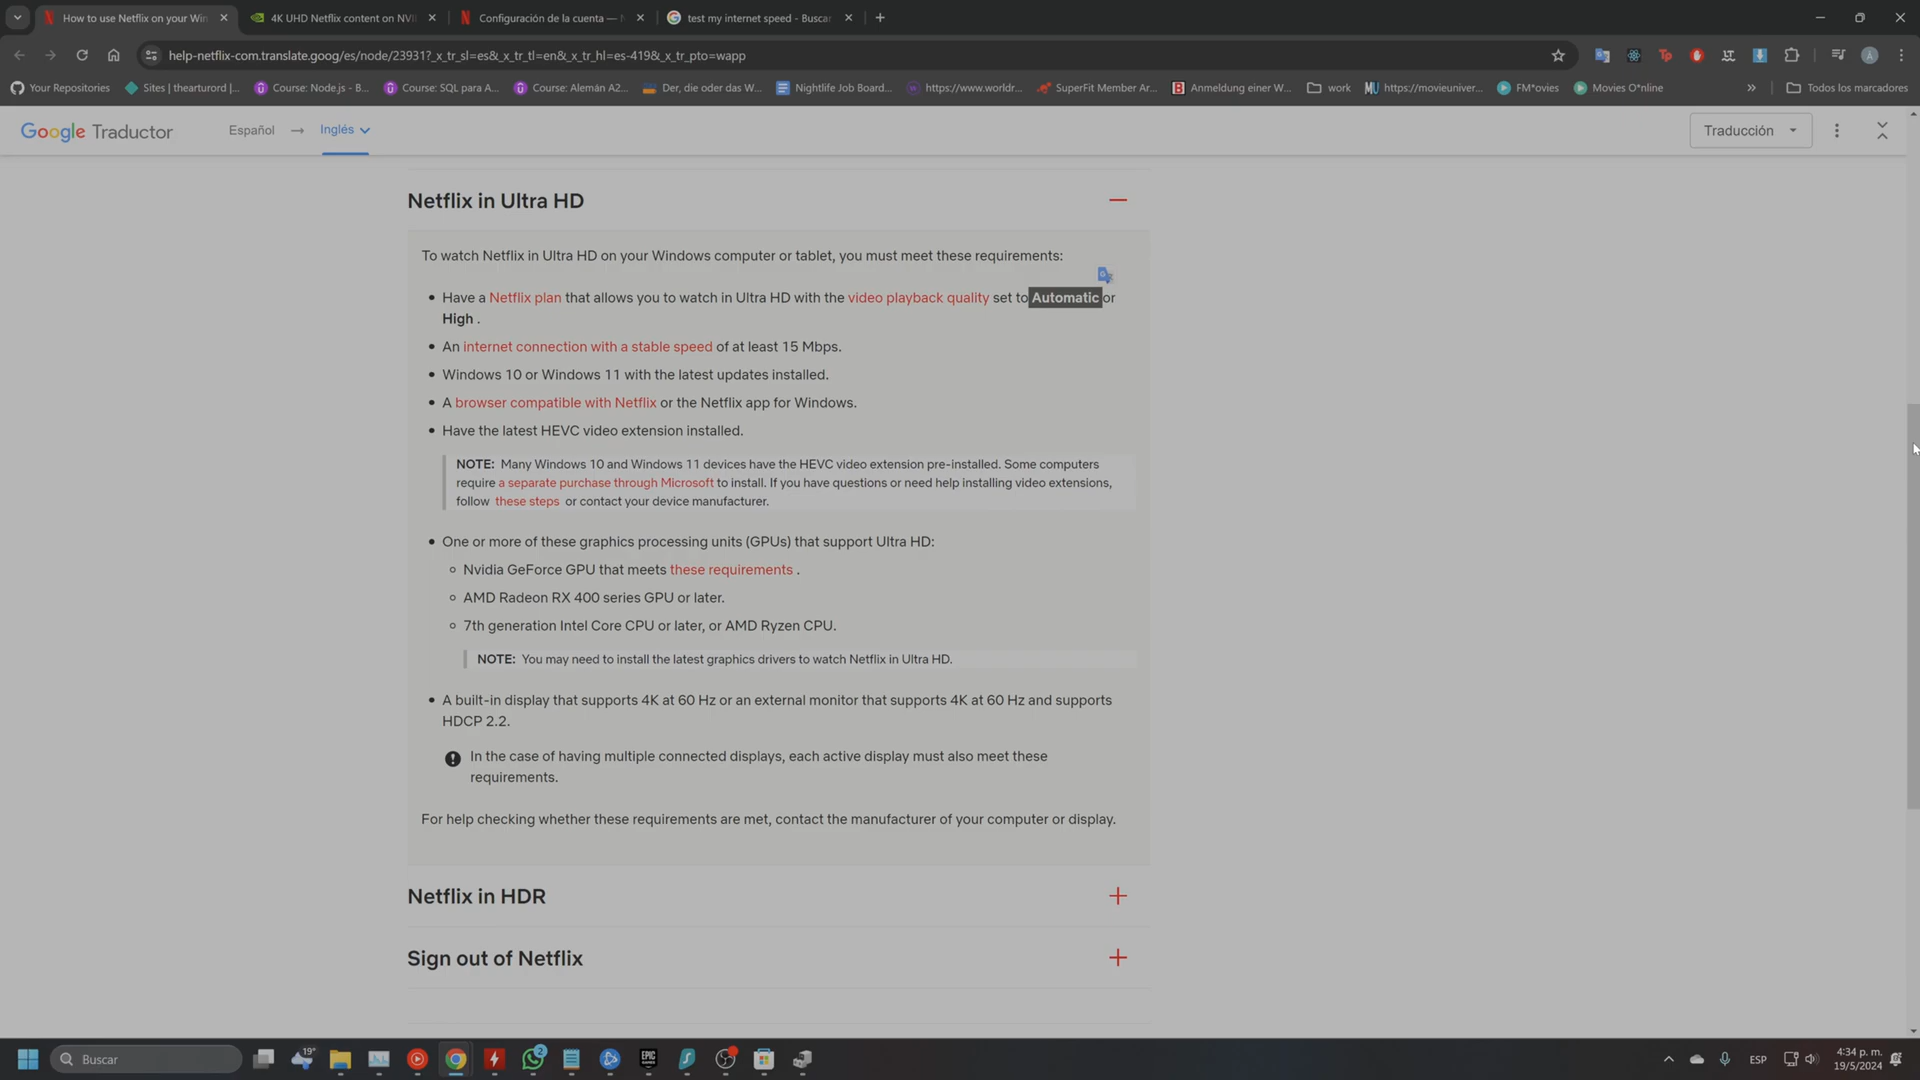 How to use Netflix on your Win
4K UHD Netflix content on NVI
Configuración de la cuenta — N
test my internet speed - Buscar
help-netflix-com.translate.goog/es/node/23931?_x_tr_sl=es&_x_tr_tl=en&_x_tr_hl=es-419&_x_tr_pto=wapp
Your Repositories
Sites | thearturord |...
Course: Node.js - B...
Course: SQL para A...
Course: Alemán A2...
Der, die oder das W...
Nightlife Job Board...
https://www.worldr...
SuperFit Member Ar...
Anmeldung einer W...
work
https://movieuniver...
FM*ovies
Movies O*nline
Todos los marcadores
Google Traductor
Español → Inglés
Traducción
Netflix in Ultra HD
To watch Netflix in Ultra HD on your Windows computer or tablet, you must meet these requirements:
Have a Netflix plan that allows you to watch in Ultra HD with the video playback quality set to Automatic or
High .
An internet connection with a stable speed of at least 15 Mbps.
Windows 10 or Windows 11 with the latest updates installed.
A browser compatible with Netflix or the Netflix app for Windows.
Have the latest HEVC video extension installed.
NOTE: Many Windows 10 and Windows 11 devices have the HEVC video extension pre-installed. Some computers
require a separate purchase through Microsoft to install. If you have questions or need help installing video extensions,
follow these steps or contact your device manufacturer.
One or more of these graphics processing units (GPUs) that support Ultra HD:
Nvidia GeForce GPU that meets these requirements .
AMD Radeon RX 400 series GPU or later.
7th generation Intel Core CPU or later, or AMD Ryzen CPU.
NOTE: You may need to install the latest graphics drivers to watch Netflix in Ultra HD.
A built-in display that supports 4K at 60 Hz or an external monitor that supports 4K at 60 Hz and supports
HDCP 2.2.
In the case of having multiple connected displays, each active display must also meet these
requirements.
For help checking whether these requirements are met, contact the manufacturer of your computer or display.
Netflix in HDR
Sign out of Netflix
Buscar
19°
2
EPIC
ESP
4:34 p. m.
19/5/2024